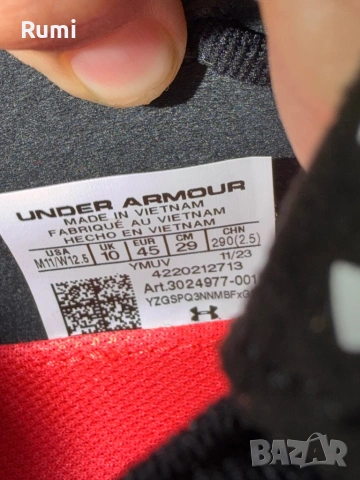 Rumi
UNDER ARMOUR
MADE IN VIETNAM
FABRIQUÉ AU VIETNAM
HECHO EN VIETNAM
USA UK EUR CM CHN
M11/W12.5 10 45 29 290(2.5)
YMUV 11/23
4220212713
Art.3024977-001
YZGSPQ3NNMBFxG
BAZAR